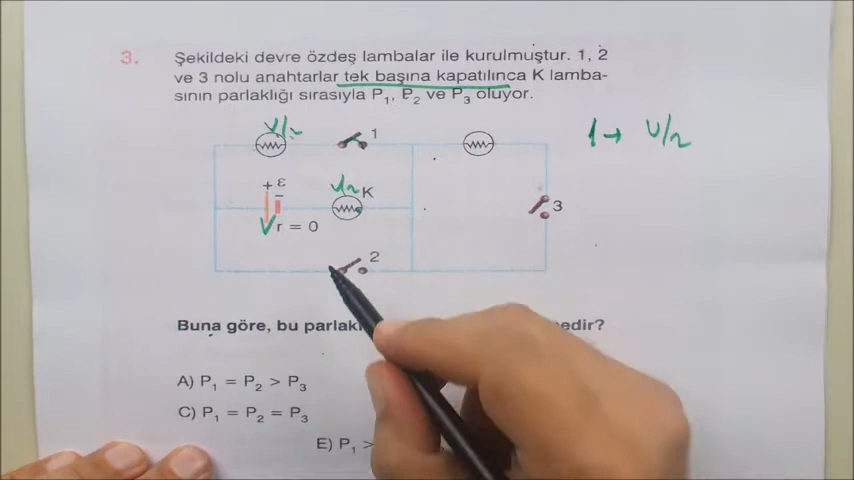 3. Şekildeki devre özdeş lambalar ile kurulmuştur. 1, 2
ve 3 nolu anahtarlar tek başına kapatılınca K lamba-
sının parlaklığı sırasıyla P₁, P₂ ve P₃ oluyor.
V/2 1 1 → V/2
+ ε - V/2 K 3
V r = 0
2
Buna göre, bu parlakl nedir?
A) P₁ = P₂ > P₃
C) P₁ = P₂ = P₃
E) P₁ >